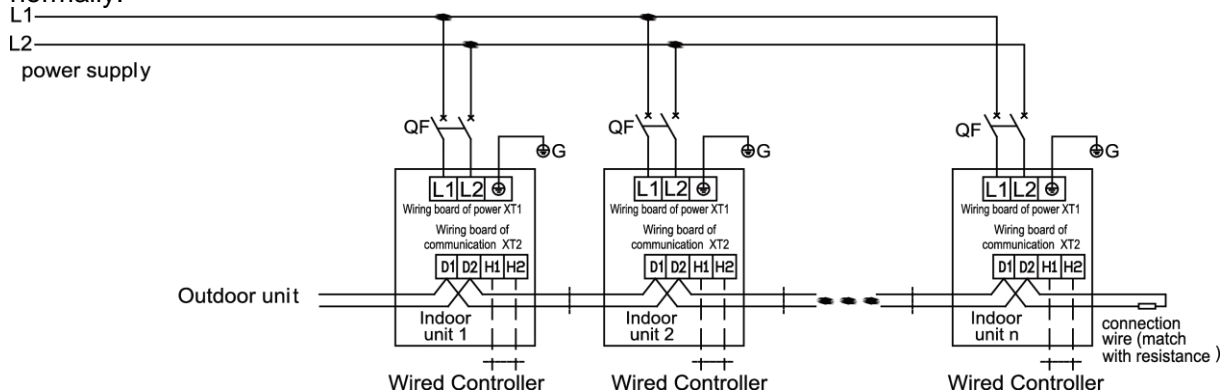 normally.
L1
L2
power supply
QF
G
QF
G
QF
G
L1 L2
L1 L2
L1 L2
Wiring board of power XT1
Wiring board of power XT1
Wiring board of power XT1
Wiring board of
communication XT2
Wiring board of
communication XT2
Wiring board of
communication XT2
D1 D2 H1 H2
D1 D2 H1 H2
D1 D2 H1 H2
Outdoor unit
Indoor
unit 1
Indoor
unit 2
Indoor
unit n
connection
wire (match
with resistance )
Wired Controller
Wired Controller
Wired Controller